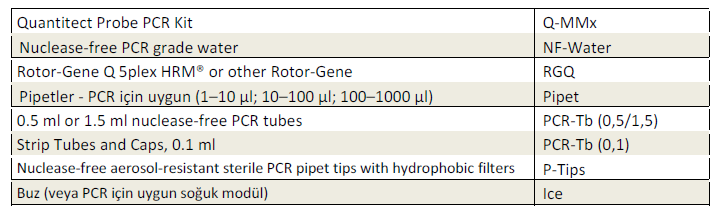 Quantitect Probe PCR Kit Q-MMx
Nuclease-free PCR grade water NF-Water
Rotor-Gene Q 5plex HRM® or other Rotor-Gene RGQ
Pipetler - PCR için uygun (1–10 µl; 10–100 µl; 100–1000 µl) Pipet
0.5 ml or 1.5 ml nuclease-free PCR tubes PCR-Tb (0,5/1,5)
Strip Tubes and Caps, 0.1 ml PCR-Tb (0,1)
Nuclease-free aerosol-resistant sterile PCR pipet tips with hydrophobic filters P-Tips
Buz (veya PCR için uygun soğuk modül) Ice